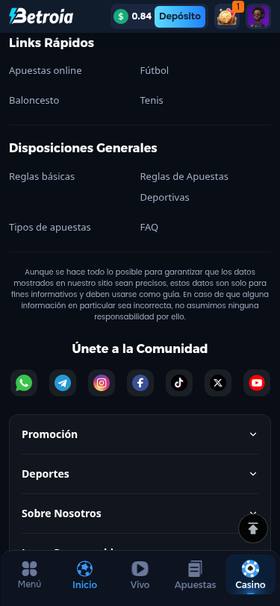 Betroia
$ 0.84 Depósito
1
Links Rápidos
Apuestas online
Fútbol
Baloncesto
Tenis
Disposiciones Generales
Reglas básicas
Reglas de Apuestas
Deportivas
Tipos de apuestas
FAQ
Aunque se hace todo lo posible para garantizar que los datos
mostrados en nuestro sitio sean precisos, estos datos son solo para
fines informativos y deben usarse como guía. En caso de que alguna
información en particular sea incorrecta, no asumimos ninguna
responsabilidad por ello.
Únete a la Comunidad
Promoción
Deportes
Sobre Nosotros
Menú
Inicio
Vivo
Apuestas
Casino